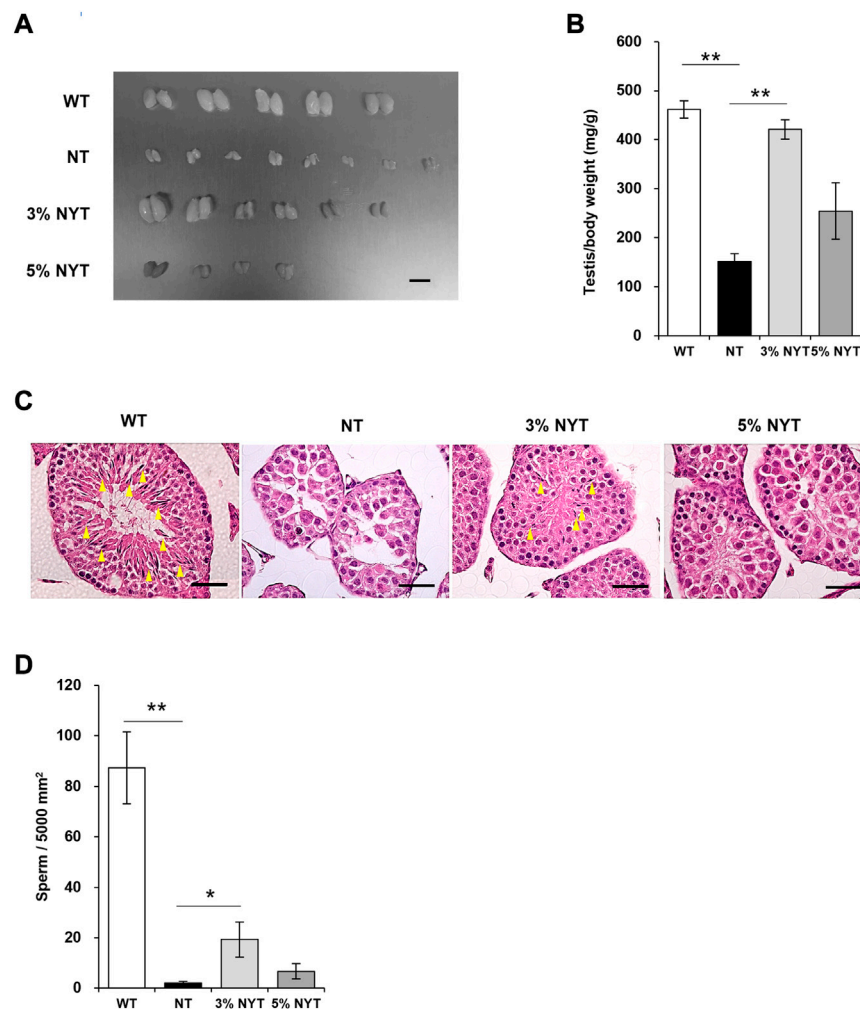 A
WT
NT
3% NYT
5% NYT
B
Testis/body weight (mg/g)
600
500
400
300
200
100
0
**
**
WT NT 3% NYT 5% NYT
C
WT NT 3% NYT 5% NYT
D
Sperm / 5000 mm²
120
100
80
60
40
20
0
**
*
WT NT 3% NYT 5% NYT